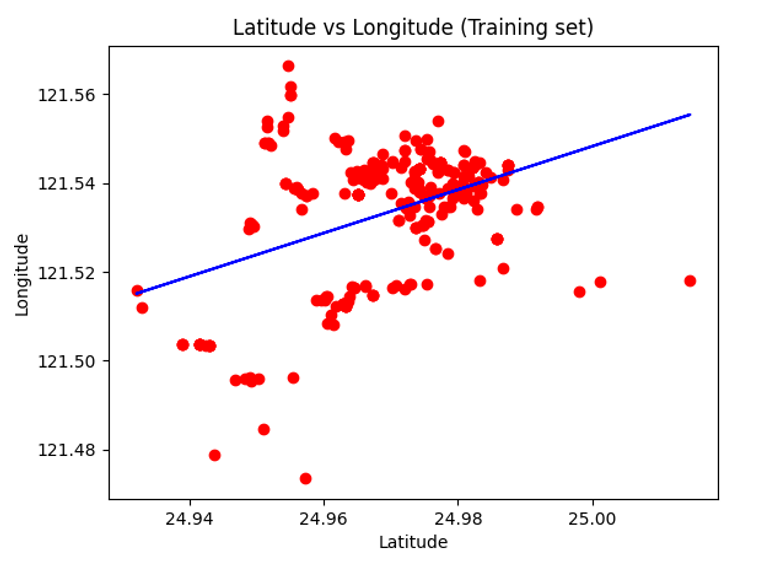 Latitude vs Longitude (Training set)
121.56
121.54
121.52
121.50
121.48
Longitude
24.94 24.96 24.98 25.00
Latitude